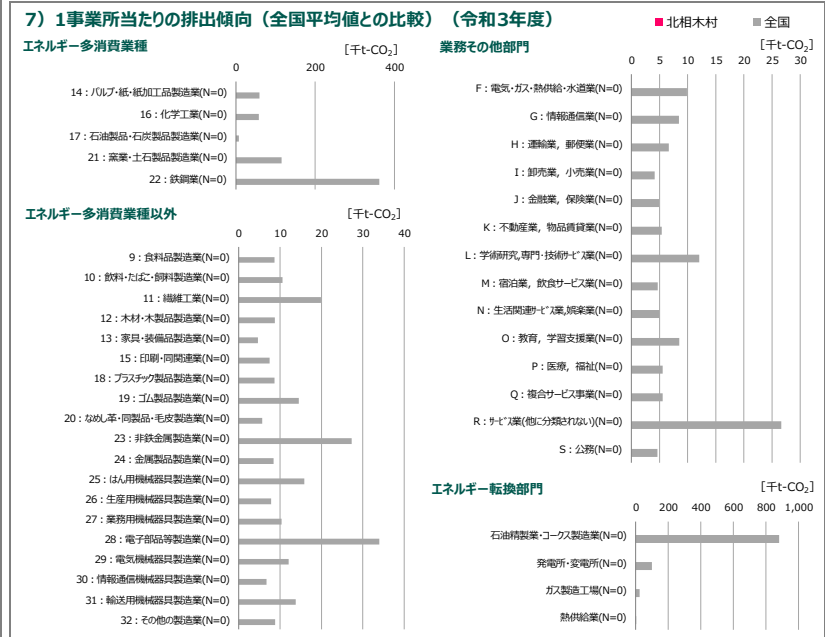 7）1事業所当たりの排出傾向（全国平均値との比較）（令和3年度）
■北相木村 ■全国
エネルギー多消費業種
[千t-CO₂]
0 200 400
14：パルプ・紙・紙加工品製造業(N=0)
16：化学工業(N=0)
17：石油製品・石炭製品製造業(N=0)
21：窯業・土石製品製造業(N=0)
22：鉄鋼業(N=0)
エネルギー多消費業種以外
[千t-CO₂]
0 10 20 30 40
9：食料品製造業(N=0)
10：飲料・たばこ・飼料製造業(N=0)
11：繊維工業(N=0)
12：木材・木製品製造業(N=0)
13：家具・装備品製造業(N=0)
15：印刷・同関連業(N=0)
18：プラスチック製品製造業(N=0)
19：ゴム製品製造業(N=0)
20：なめし革・同製品・毛皮製造業(N=0)
23：非鉄金属製造業(N=0)
24：金属製品製造業(N=0)
25：はん用機械器具製造業(N=0)
26：生産用機械器具製造業(N=0)
27：業務用機械器具製造業(N=0)
28：電子部品等製造業(N=0)
29：電気機械器具製造業(N=0)
30：情報通信機械器具製造業(N=0)
31：輸送用機械器具製造業(N=0)
32：その他の製造業(N=0)
業務その他部門
[千t-CO₂]
0 5 10 15 20 25 30
F：電気・ガス・熱供給・水道業(N=0)
G：情報通信業(N=0)
H：運輸業，郵便業(N=0)
I：卸売業，小売業(N=0)
J：金融業，保険業(N=0)
K：不動産業，物品賃貸業(N=0)
L：学術研究,専門・技術ｻｰﾋﾞｽ業(N=0)
M：宿泊業，飲食サービス業(N=0)
N：生活関連ｻｰﾋﾞｽ業,娯楽業(N=0)
O：教育，学習支援業(N=0)
P：医療，福祉(N=0)
Q：複合サービス事業(N=0)
R：ｻｰﾋﾞｽ業(他に分類されない)(N=0)
S：公務(N=0)
エネルギー転換部門
[千t-CO₂]
0 200 400 600 800 1,000
石油精製業・コークス製造業(N=0)
発電所・変電所(N=0)
ガス製造工場(N=0)
熱供給業(N=0)